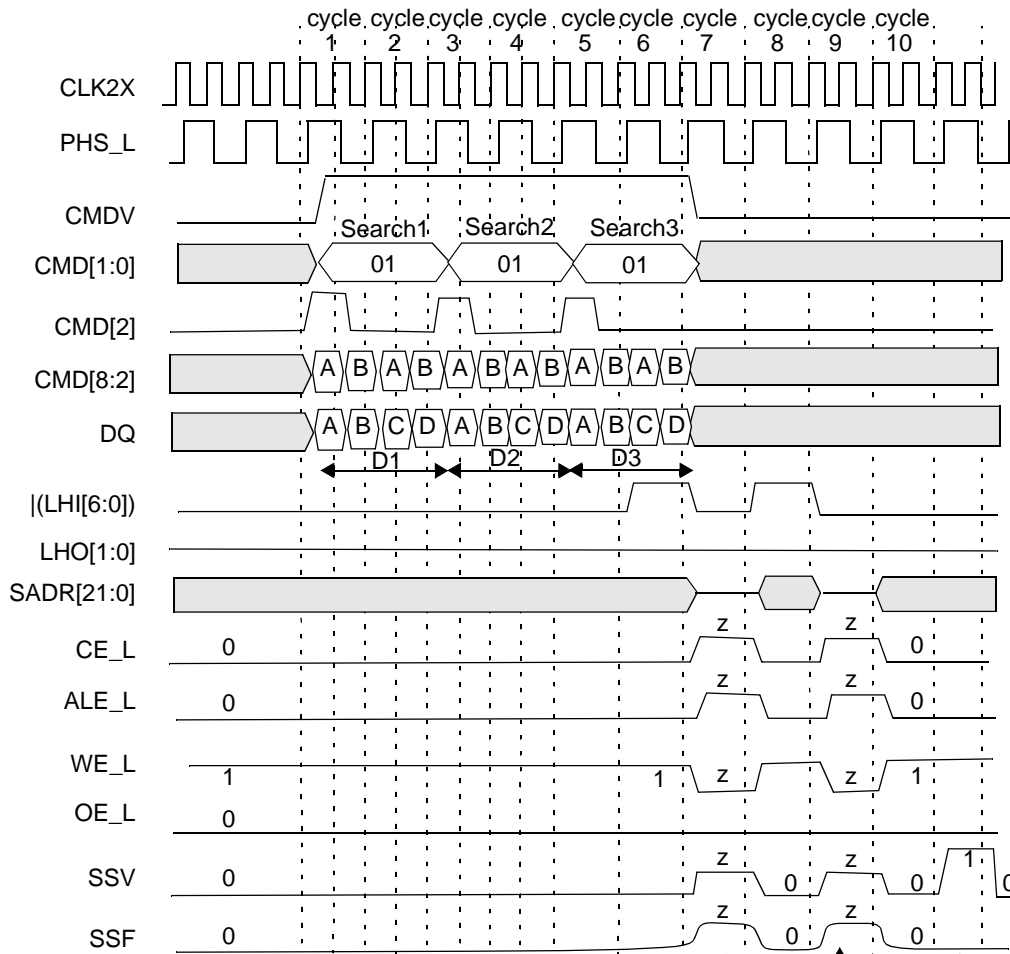 cycle cycle cycle cycle cycle cycle cycle cycle cycle
1 2 3 4 5 6 7 8 9 10
CLK2X
PHS_L
CMDV
Search1 Search2 Search3
CMD[1:0] 01 01 01
CMD[2]
CMD[8:2] A B A B A B A B A B A B
DQ A B C D A B C D A B C D
D1 D2 D3
|(LHI[6:0])
LHO[1:0]
SADR[21:0]
z z
CE_L 0 0
z z
ALE_L 0 0
WE_L 1 1 z z 1
OE_L 0
z z 1
SSV 0 0 0 0
z z
SSF 0 0 0